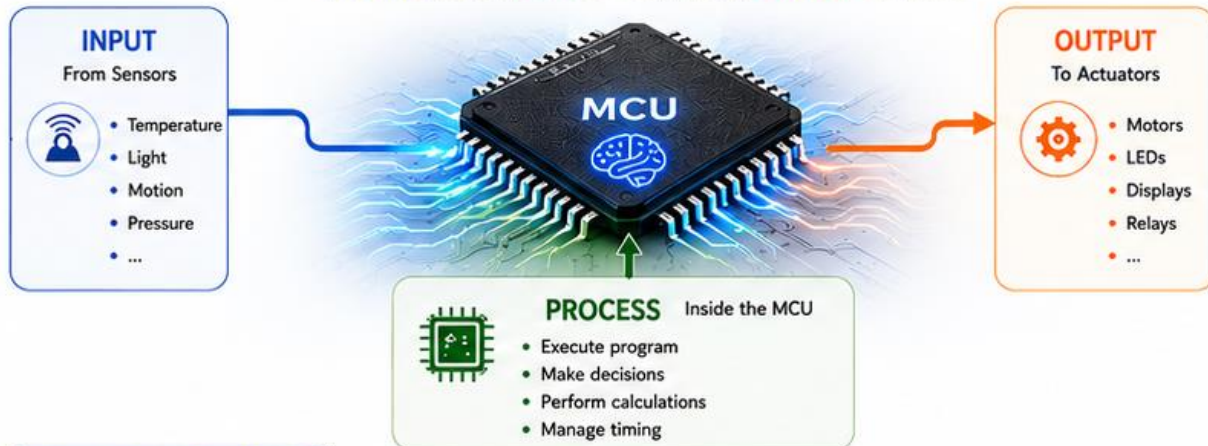 INPUT
From Sensors
• Temperature
• Light
• Motion
• Pressure
• ...
MCU
OUTPUT
To Actuators
• Motors
• LEDs
• Displays
• Relays
• ...
PROCESS Inside the MCU
• Execute program
• Make decisions
• Perform calculations
• Manage timing